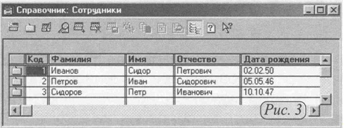 Справочник: Сотрудники
Код Фамилия Имя Отчество Дата рождения
1 Иванов Сидор Петрович 02.02.50
2 Петров Иван Сидорович 05.05.46
3 Сидоров Петр Иванович 10.10.47
Рис. 3